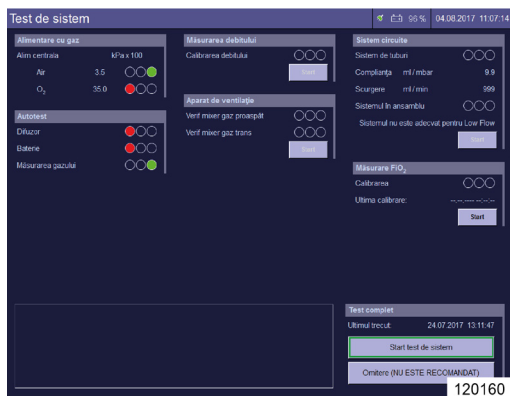 Test de sistem
96 %
04.08.2017 11:07:14
Alimentare cu gaz
Alim centrala kPa x 100
Air 3.5
O₂ 35.0
Autotest
Difuzor
Baterie
Măsurarea gazului
Măsurarea debitului
Calibrarea debitului
Start
Aparat de ventilație
Verif mixer gaz proaspăt
Verif mixer gaz trans
Start
Sistem circuite
Sistem de tuburi
Complianța ml / mbar 9.9
Scurgere ml / min 999
Sistemul în ansamblu
Sistemul nu este adecvat pentru Low Flow
Start
Măsurare FiO₂
Calibrarea
Ultima calibrare: --.--.---- --:--:--
Start
Test complet
Ultimul trecut: 24.07.2017 13:11:47
Start test de sistem
Omitere (NU ESTE RECOMANDAT)
120160